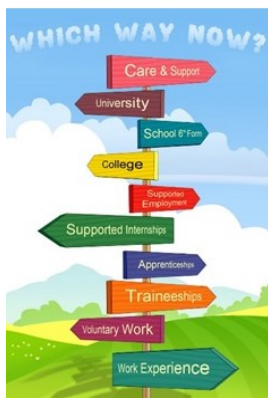 WHICH WAY NOW?
Care & Support
University
School 6th Form
College
Supported
Employment
Supported Internships
Apprenticeships
Traineeships
Voluntary Work
Work Experience